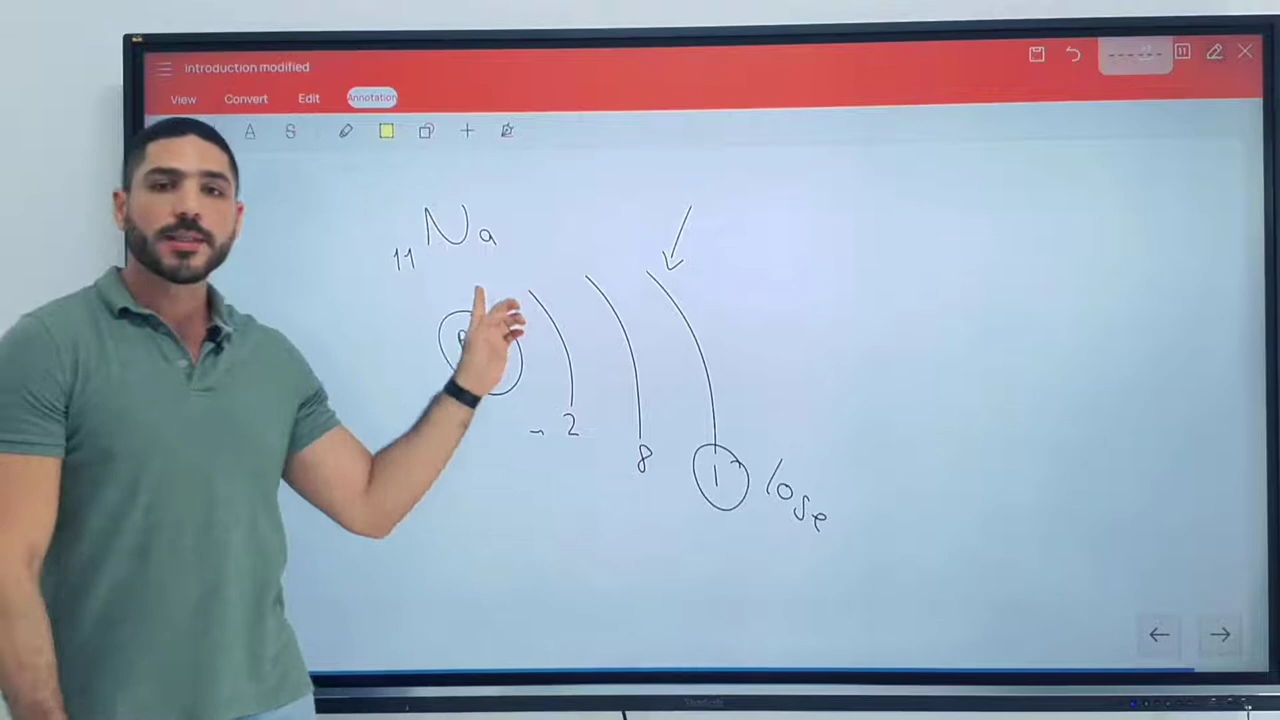 Introduction modified
View Convert Edit Annotation
A S
Na
11
2
8
1
lose